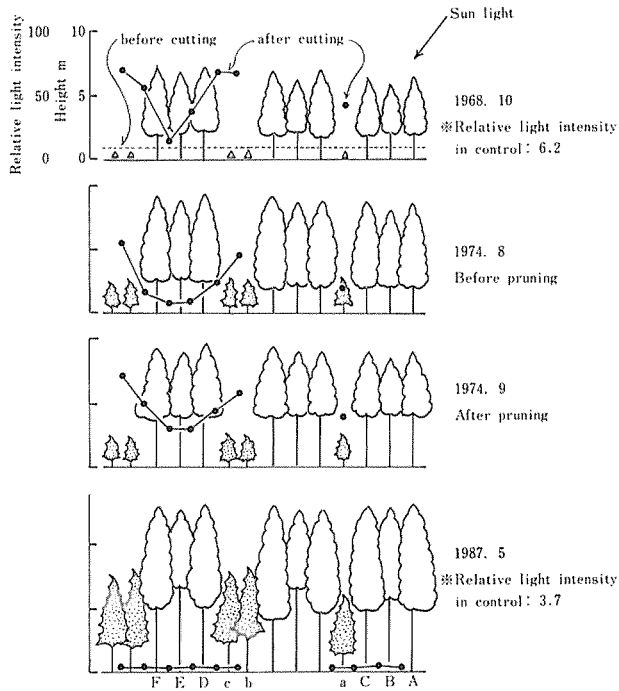 Relative light intensity
Height m
100
50
0
10
5
0
before cutting
after cutting
Sun light
1968. 10
※Relative light intensity
in control: 6.2
1974. 8
Before pruning
1974. 9
After pruning
1987. 5
※Relative light intensity
in control: 3.7
F E D c b a C B A